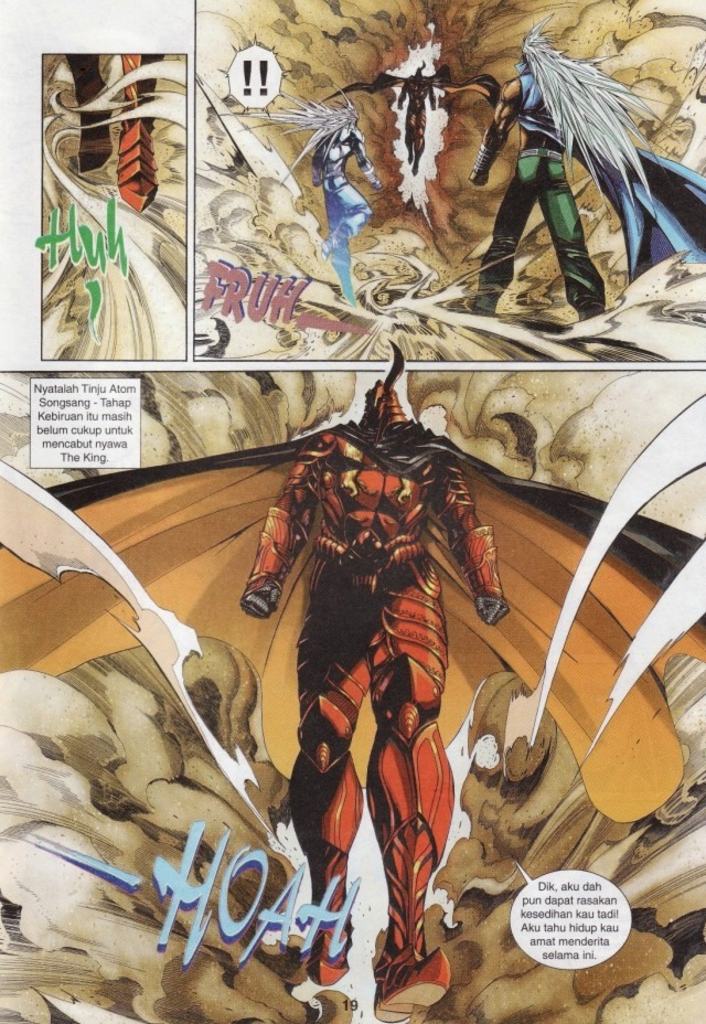 Huh
!!
FRUH
Nyatalah Tinju Atom
Songsang - Tahap
Kebiruan itu masih
belum cukup untuk
mencabut nyawa
The King.
HOAH
Dik, aku dah
pun dapat rasakan
kesedihan kau tadi!
Aku tahu hidup kau
amat menderita
selama ini.
19